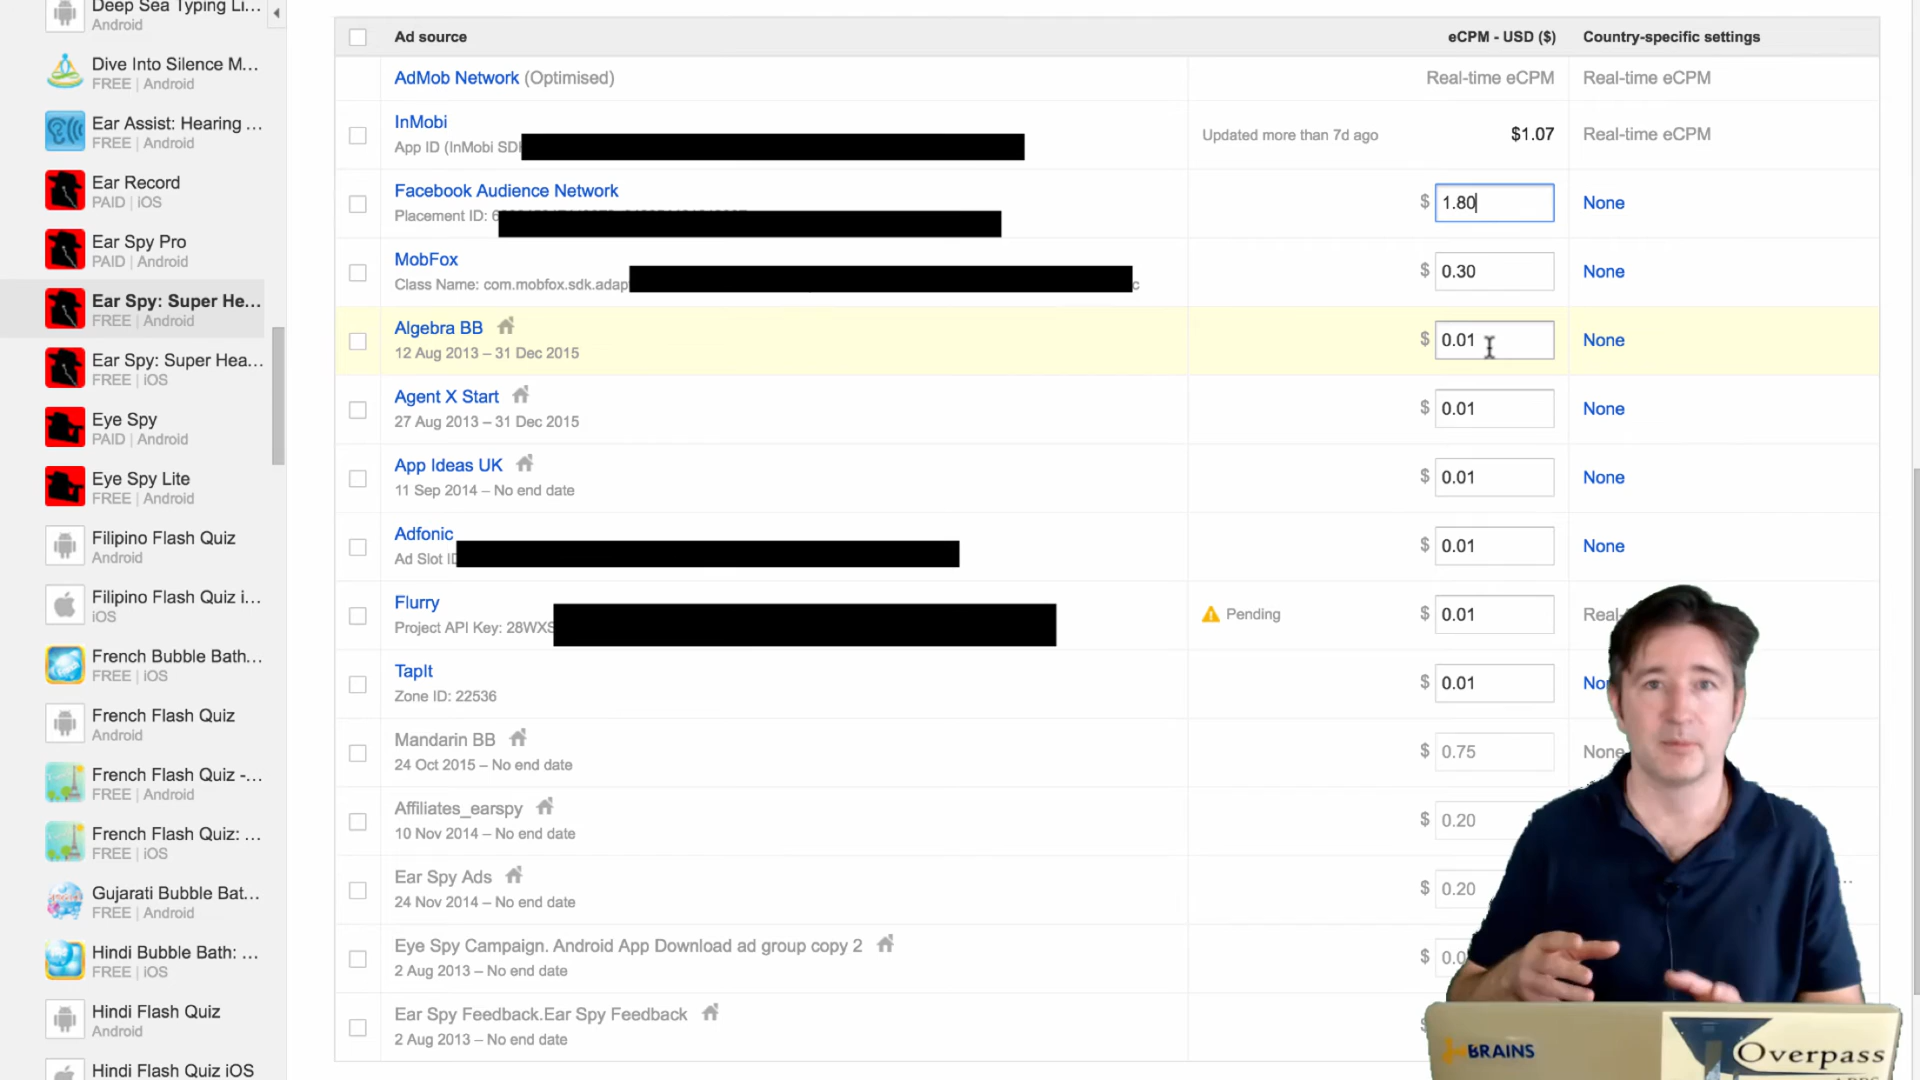 Deep Sea Typing Li...
Android
Dive Into Silence M...
FREE | Android
Ear Assist: Hearing ...
FREE | Android
Ear Record
PAID | iOS
Ear Spy Pro
PAID | Android
Ear Spy: Super He...
FREE | Android
Ear Spy: Super Hea...
FREE | iOS
Eye Spy
PAID | Android
Eye Spy Lite
FREE | Android
Filipino Flash Quiz
Android
Filipino Flash Quiz i...
iOS
French Bubble Bath...
FREE | iOS
French Flash Quiz
Android
French Flash Quiz -...
FREE | Android
French Flash Quiz: ...
FREE | iOS
Gujarati Bubble Bat...
FREE | Android
Hindi Bubble Bath: ...
FREE | iOS
Hindi Flash Quiz
Android
Hindi Flash Quiz iOS
Ad source eCPM - USD ($) Country-specific settings
AdMob Network (Optimised) Real-time eCPM Real-time eCPM
InMobi
App ID (InMobi SD Updated more than 7d ago $1.07 Real-time eCPM
Facebook Audience Network
Placement ID: 6 $ 1.80 None
MobFox
Class Name: com.mobfox.sdk.adap c $ 0.30 None
Algebra BB
12 Aug 2013 – 31 Dec 2015 $ 0.01 None
Agent X Start
27 Aug 2013 – 31 Dec 2015 $ 0.01 None
App Ideas UK
11 Sep 2014 – No end date $ 0.01 None
Adfonic
Ad Slot ID $ 0.01 None
Flurry
Project API Key: 28WXS Pending $ 0.01 Real-
TapIt
Zone ID: 22536 $ 0.01 No
Mandarin BB
24 Oct 2015 – No end date $ 0.75 None
Affiliates_earspy
10 Nov 2014 – No end date $ 0.20
Ear Spy Ads
24 Nov 2014 – No end date $ 0.20 ...
Eye Spy Campaign. Android App Download ad group copy 2
2 Aug 2013 – No end date $ 0.0
Ear Spy Feedback.Ear Spy Feedback
2 Aug 2013 – No end date
BRAINS
Overpass